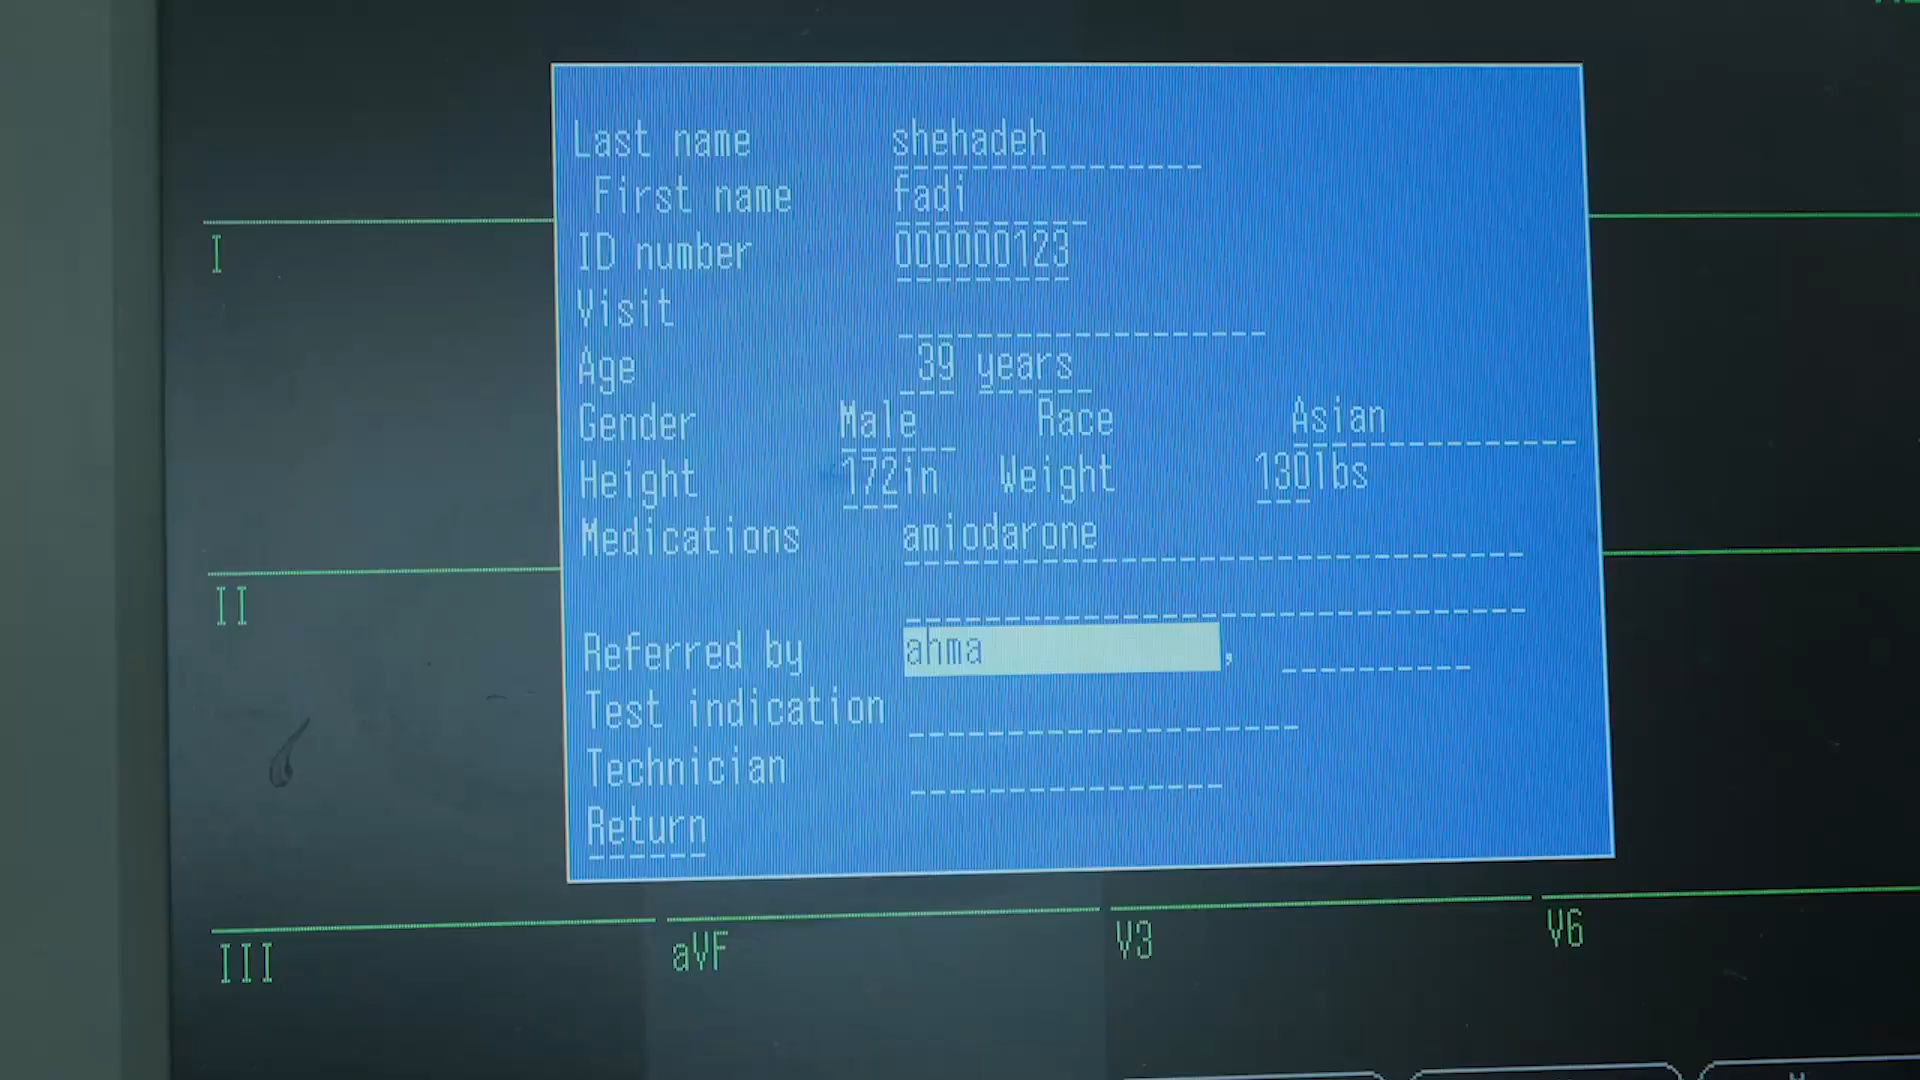 Last name shehadeh
First name fadi
ID number 000000123
Visit
Age 39 years
Gender Male Race Asian
Height 172in Weight 130lbs
Medications amiodarone
Referred by ahma ,
Test indication
Technician
Return
I
II
III aVF V3 V6